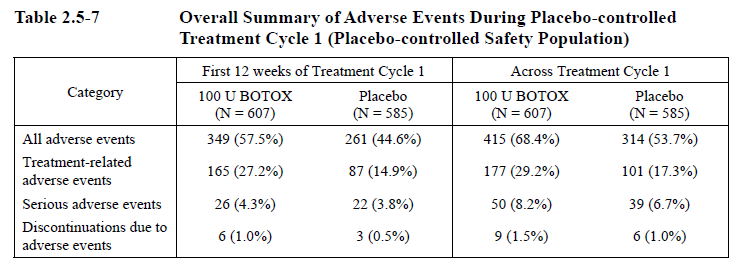 Table 2.5-7 Overall Summary of Adverse Events During Placebo-controlled
Treatment Cycle 1 (Placebo-controlled Safety Population)
Category First 12 weeks of Treatment Cycle 1 Across Treatment Cycle 1
100 U BOTOX Placebo 100 U BOTOX Placebo
(N = 607) (N = 585) (N = 607) (N = 585)
All adverse events 349 (57.5%) 261 (44.6%) 415 (68.4%) 314 (53.7%)
Treatment-related
adverse events 165 (27.2%) 87 (14.9%) 177 (29.2%) 101 (17.3%)
Serious adverse events 26 (4.3%) 22 (3.8%) 50 (8.2%) 39 (6.7%)
Discontinuations due to
adverse events 6 (1.0%) 3 (0.5%) 9 (1.5%) 6 (1.0%)